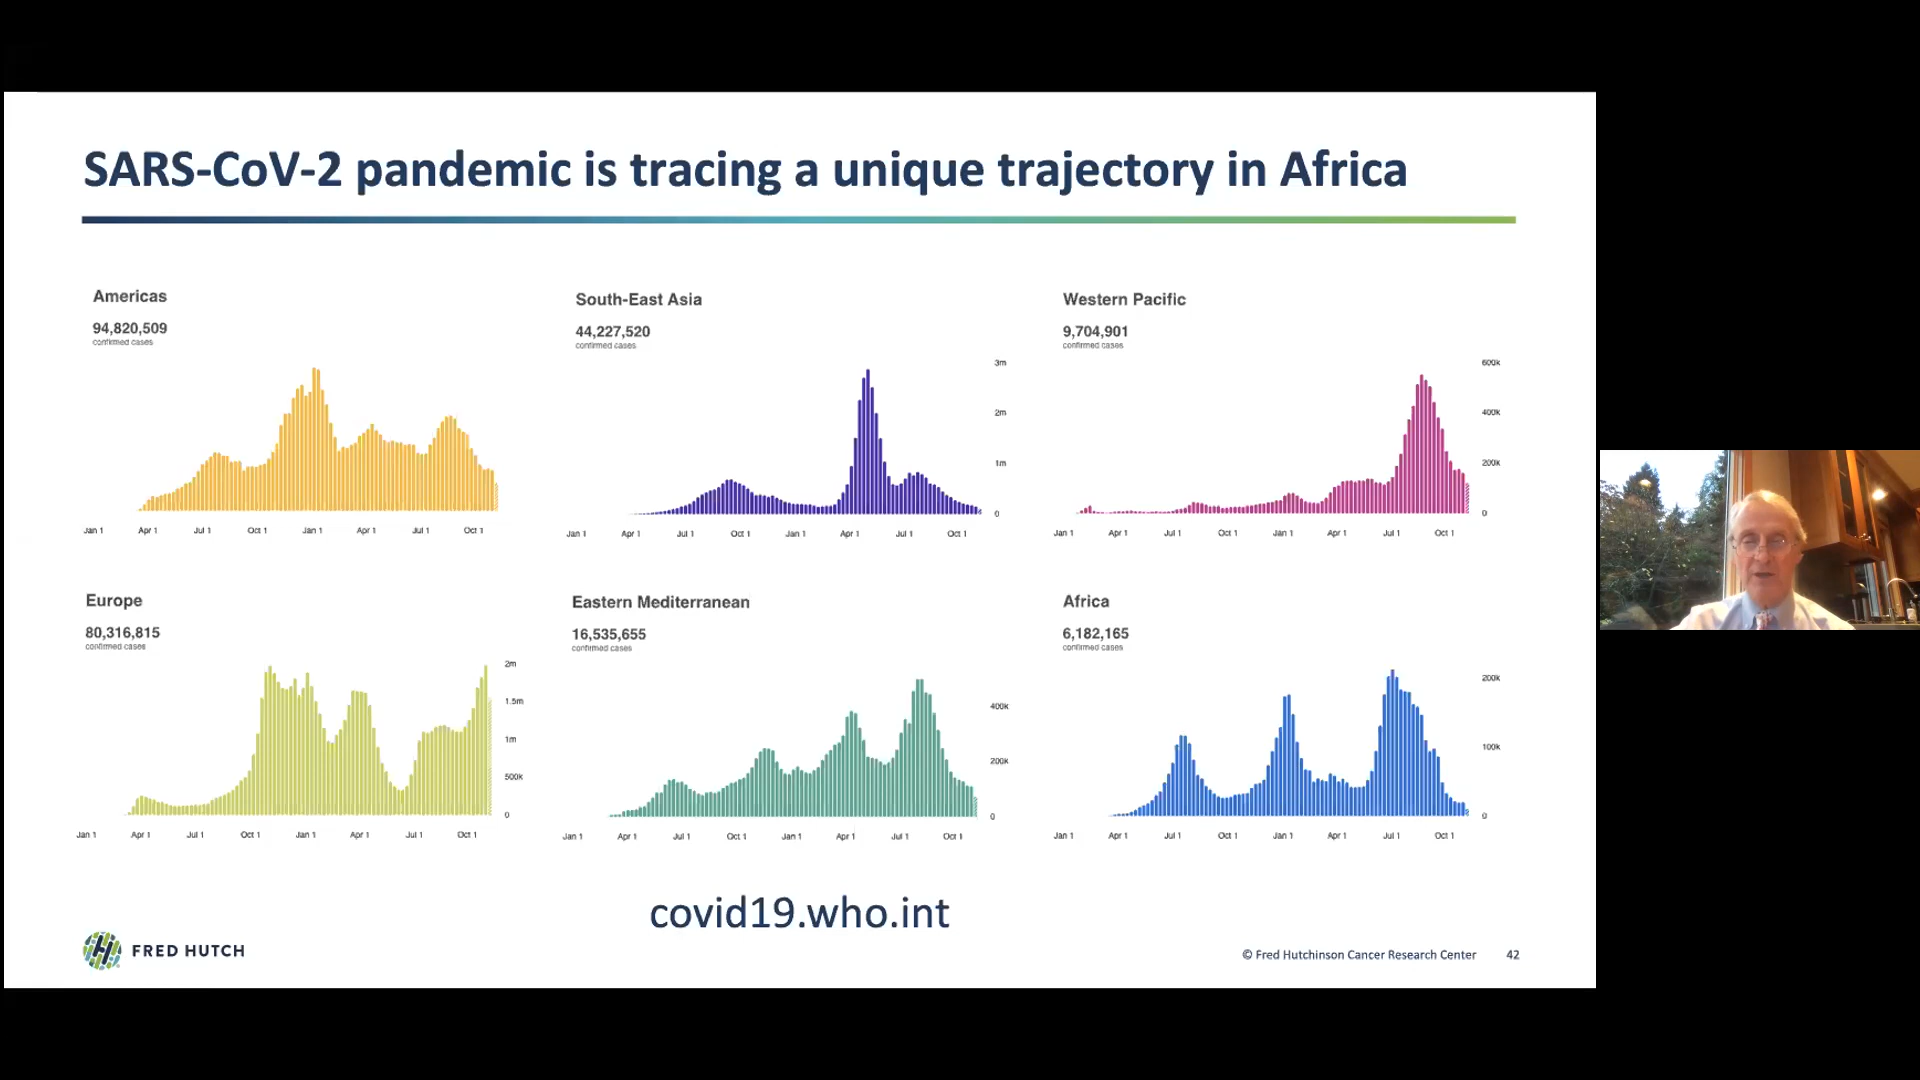 SARS-CoV-2 pandemic is tracing a unique trajectory in Africa
Americas
94,820,509
confirmed cases
Jan 1 Apr 1 Jul 1 Oct 1 Jan 1 Apr 1 Jul 1 Oct 1
South-East Asia
44,227,520
confirmed cases
3m
2m
1m
0
Jan 1 Apr 1 Jul 1 Oct 1 Jan 1 Apr 1 Jul 1 Oct 1
Western Pacific
9,704,901
confirmed cases
600k
400k
200k
0
Jan 1 Apr 1 Jul 1 Oct 1 Jan 1 Apr 1 Jul 1 Oct 1
Europe
80,316,815
confirmed cases
2m
1.5m
1m
500k
0
Jan 1 Apr 1 Jul 1 Oct 1 Jan 1 Apr 1 Jul 1 Oct 1
Eastern Mediterranean
16,535,655
confirmed cases
400k
200k
0
Jan 1 Apr 1 Jul 1 Oct 1 Jan 1 Apr 1 Jul 1 Oct 1
Africa
6,182,165
confirmed cases
200k
100k
0
Jan 1 Apr 1 Jul 1 Oct 1 Jan 1 Apr 1 Jul 1 Oct 1
covid19.who.int
FRED HUTCH
© Fred Hutchinson Cancer Research Center 42